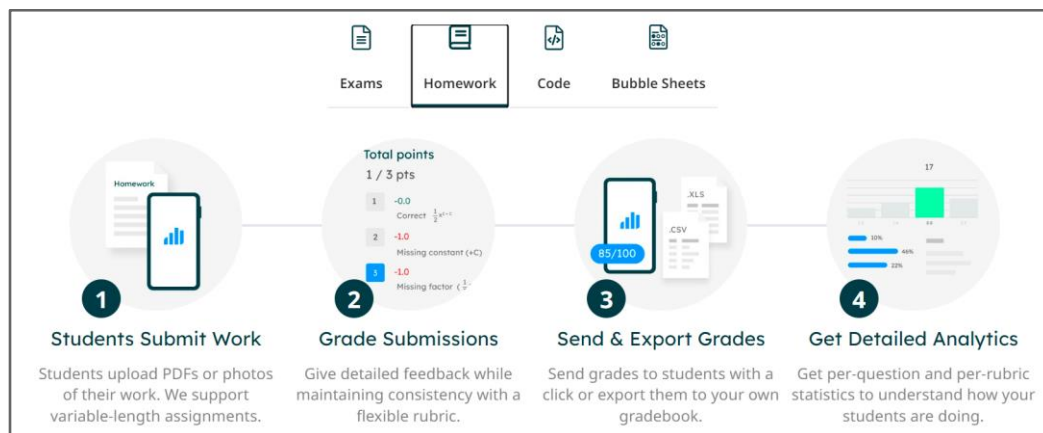 Exams
Homework
Code
Bubble Sheets
Homework
Total points
1 / 3 pts
1
-0.0
Correct
2
-1.0
Missing constant (+C)
3
-1.0
Missing factor (
.XLS
.CSV
85/100
17
10%
46%
22%
1
2
3
4
Students Submit Work
Grade Submissions
Send & Export Grades
Get Detailed Analytics
Students upload PDFs or photos
of their work. We support
variable-length assignments.
Give detailed feedback while
maintaining consistency with a
flexible rubric.
Send grades to students with a
click or export them to your own
gradebook.
Get per-question and per-rubric
statistics to understand how your
students are doing.